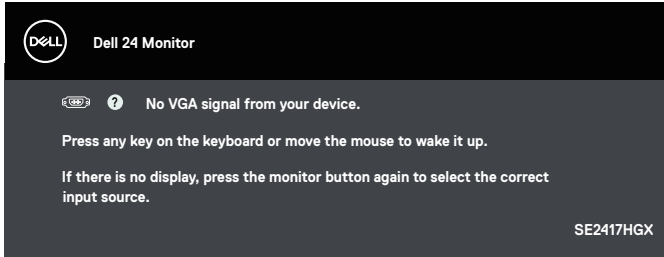 DELL
Dell 24 Monitor
? No VGA signal from your device.
Press any key on the keyboard or move the mouse to wake it up.
If there is no display, press the monitor button again to select the correct
input source.
SE2417HGX